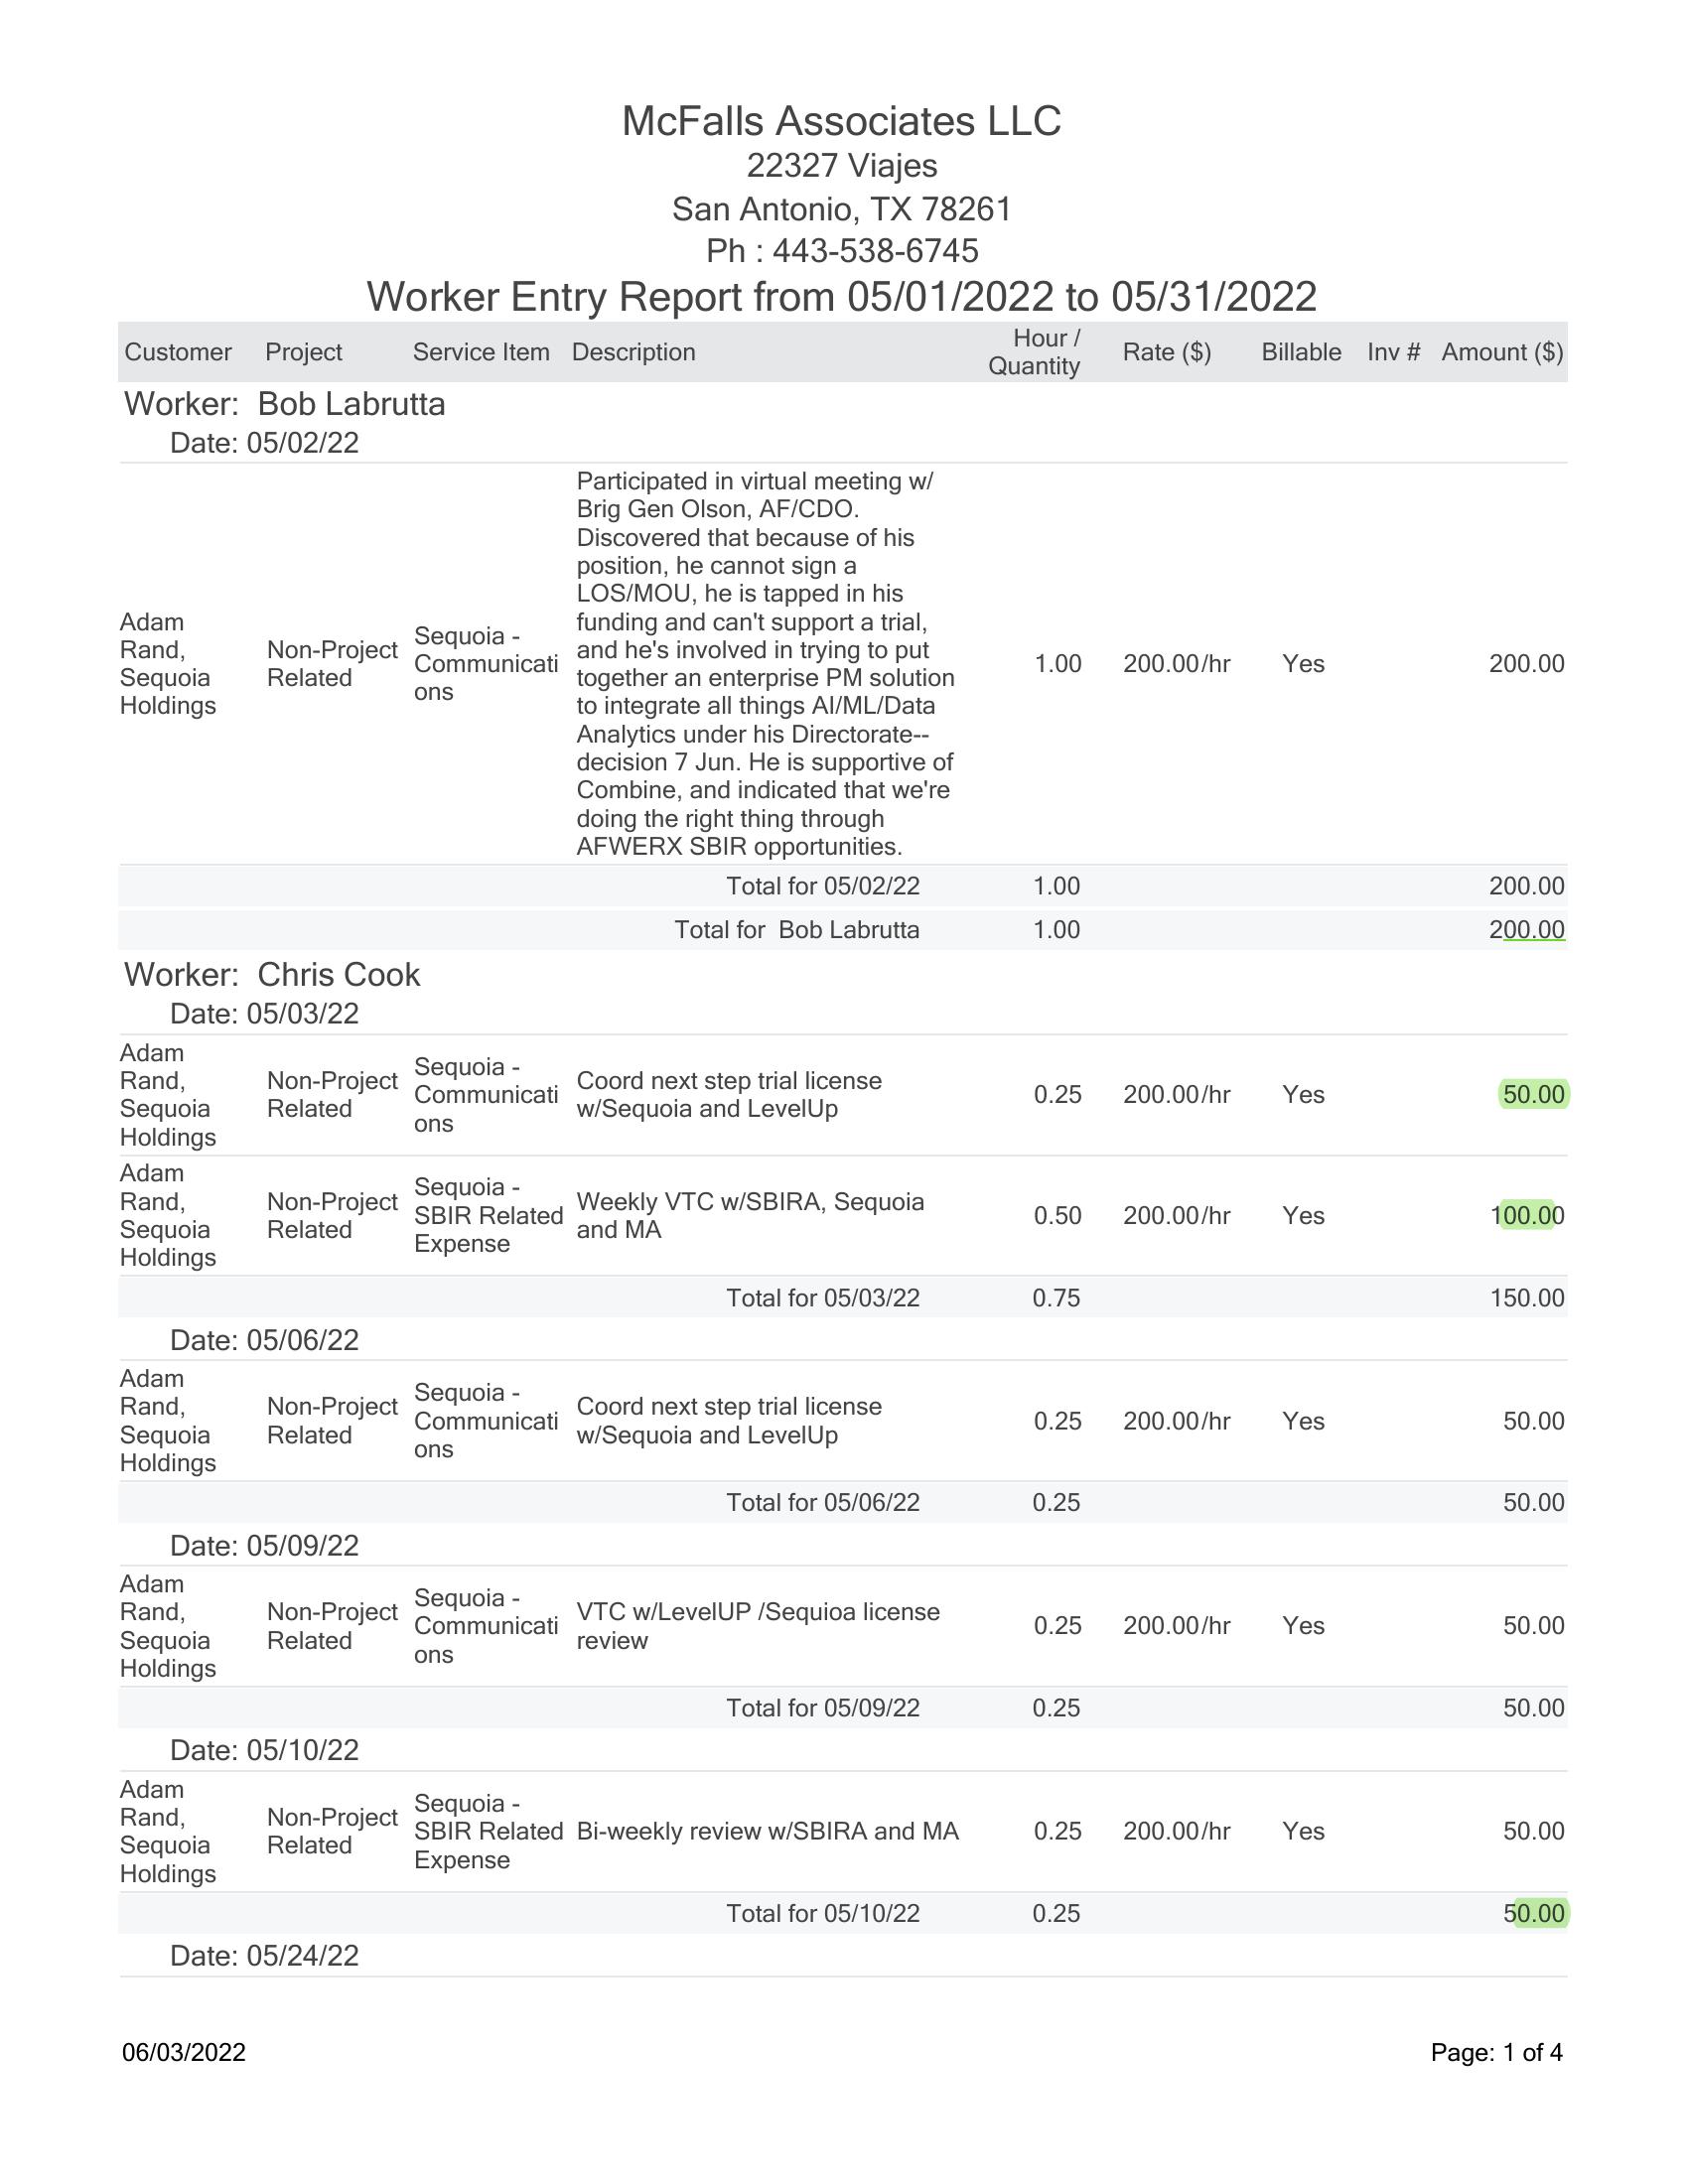 McFalls Associates LLC
22327 Viajes
San Antonio, TX 78261
Ph : 443-538-6745
Worker Entry Report from 05/01/2022 to 05/31/2022
Customer Project Service Item Description Hour / Quantity Rate ($) Billable Inv # Amount ($)
Worker: Bob Labrutta
Date: 05/02/22
Adam
Rand,
Sequoia
Holdings
Non-Project
Related
Sequoia -
Communicati
ons
Participated in virtual meeting w/
Brig Gen Olson, AF/CDO.
Discovered that because of his
position, he cannot sign a
LOS/MOU, he is tapped in his
funding and can't support a trial,
and he's involved in trying to put
together an enterprise PM solution
to integrate all things AI/ML/Data
Analytics under his Directorate--
decision 7 Jun. He is supportive of
Combine, and indicated that we're
doing the right thing through
AFWERX SBIR opportunities.
1.00 200.00/hr Yes 200.00
Total for 05/02/22 1.00 200.00
Total for Bob Labrutta 1.00 200.00
Worker: Chris Cook
Date: 05/03/22
Adam
Rand,
Sequoia
Holdings
Non-Project
Related
Sequoia -
Communicati
ons
Coord next step trial license
w/Sequoia and LevelUp
0.25 200.00/hr Yes 50.00
Adam
Rand,
Sequoia
Holdings
Non-Project
Related
Sequoia -
SBIR Related
Expense
Weekly VTC w/SBIRA, Sequoia
and MA
0.50 200.00/hr Yes 100.00
Total for 05/03/22 0.75 150.00
Date: 05/06/22
Adam
Rand,
Sequoia
Holdings
Non-Project
Related
Sequoia -
Communicati
ons
Coord next step trial license
w/Sequoia and LevelUp
0.25 200.00/hr Yes 50.00
Total for 05/06/22 0.25 50.00
Date: 05/09/22
Adam
Rand,
Sequoia
Holdings
Non-Project
Related
Sequoia -
Communicati
ons
VTC w/LevelUP /Sequioa license
review
0.25 200.00/hr Yes 50.00
Total for 05/09/22 0.25 50.00
Date: 05/10/22
Adam
Rand,
Sequoia
Holdings
Non-Project
Related
Sequoia -
SBIR Related
Expense
Bi-weekly review w/SBIRA and MA
0.25 200.00/hr Yes 50.00
Total for 05/10/22 0.25 50.00
Date: 05/24/22
06/03/2022 Page: 1 of 4